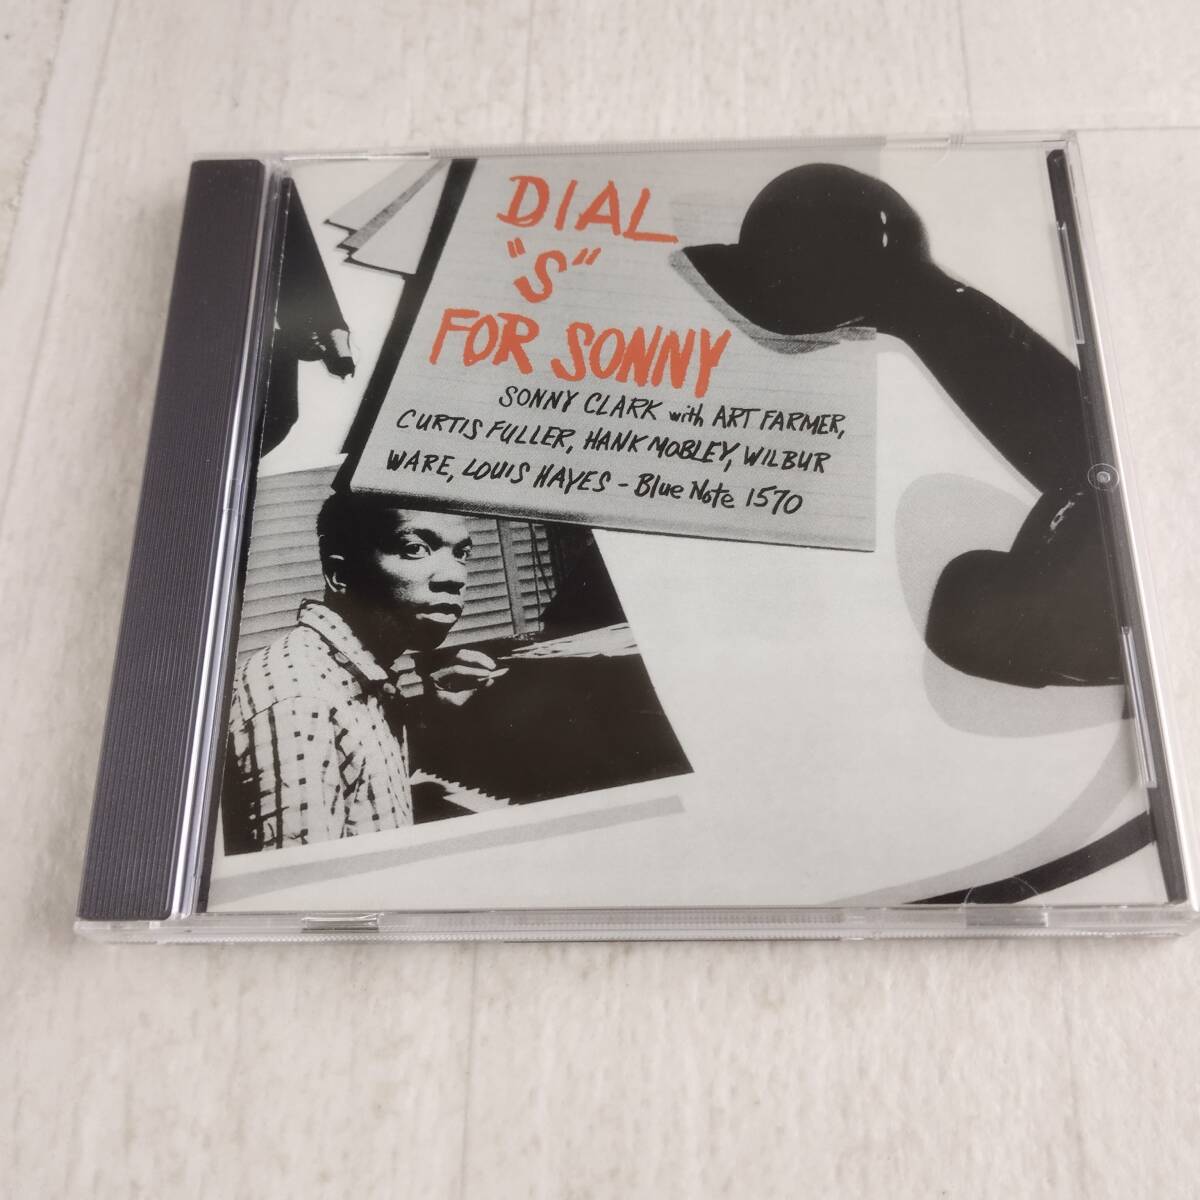 DIAL
"S"
FOR SONNY
SONNY CLARK with ART FARMER,
CURTIS FULLER, HANK MOBLEY, WILBUR
WARE, LOUIS HAYES - Blue Note 1570